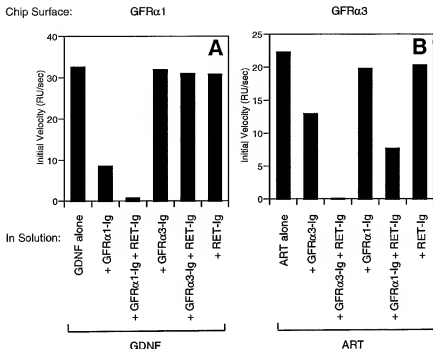 Chip Surface: GFRα1 GFRα3
A
B
Initial Velocity (RU/sec)
40
30
20
10
0
Initial Velocity (RU/sec)
25
20
15
10
5
0
In Solution:
GDNF alone
+ GFRα1-Ig
+ GFRα1-Ig + RET-Ig
+ GFRα3-Ig
+ GFRα3-Ig + RET-Ig
+ RET-Ig
ART alone
+ GFRα3-Ig
+ GFRα3-Ig + RET-Ig
+ GFRα1-Ig
+ GFRα1-Ig + RET-Ig
+ RET-Ig
GDNF ART